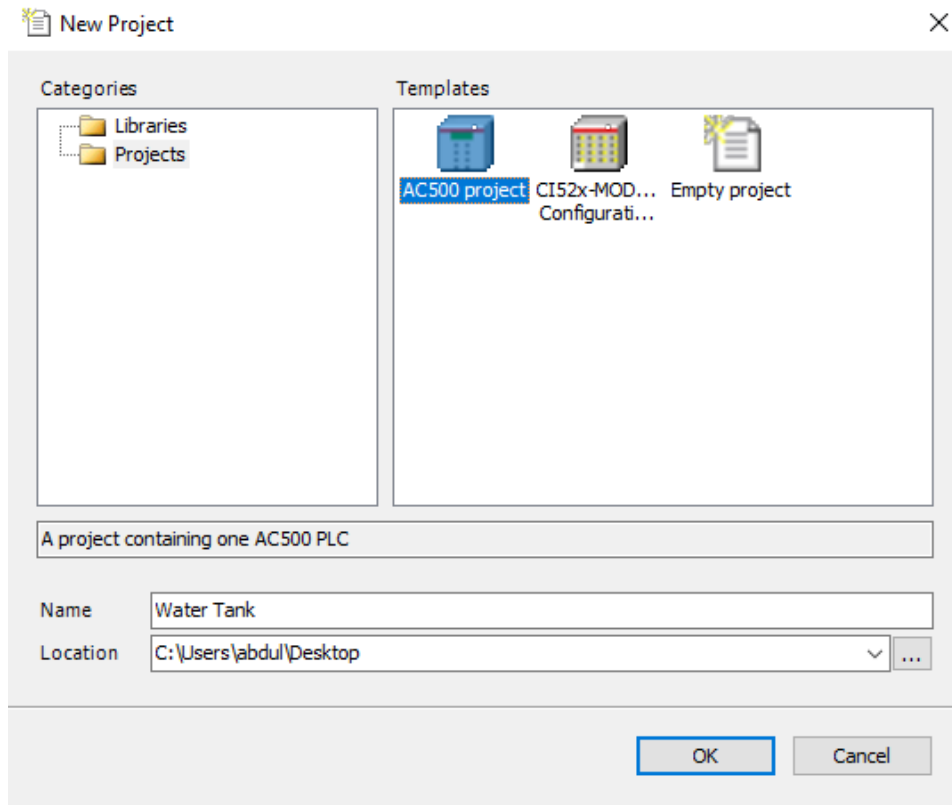 New Project
Categories
Libraries
Projects
Templates
AC500 project
CI52x-MOD...
Configurati...
Empty project
A project containing one AC500 PLC
Name
Water Tank
Location
C:\Users\abdul\Desktop
...
OK
Cancel